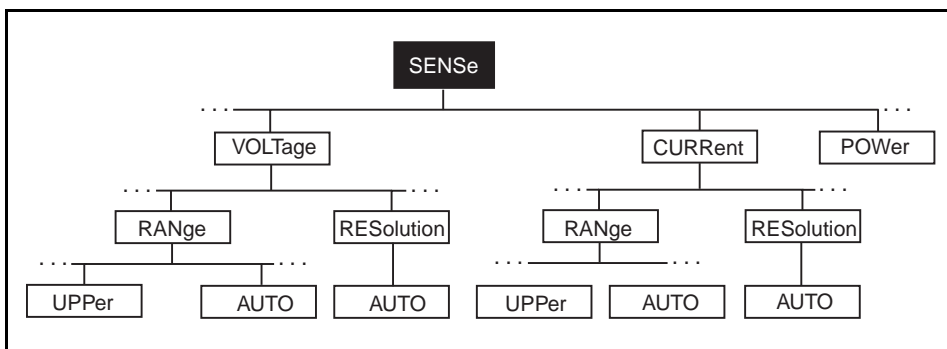 SENSe
. . . . . .
VOLTage CURRent POWer
. . . . . . . . . . . .
RANge RESolution RANge RESolution
. . . . . . . . . . . .
UPPer AUTO AUTO UPPer AUTO AUTO